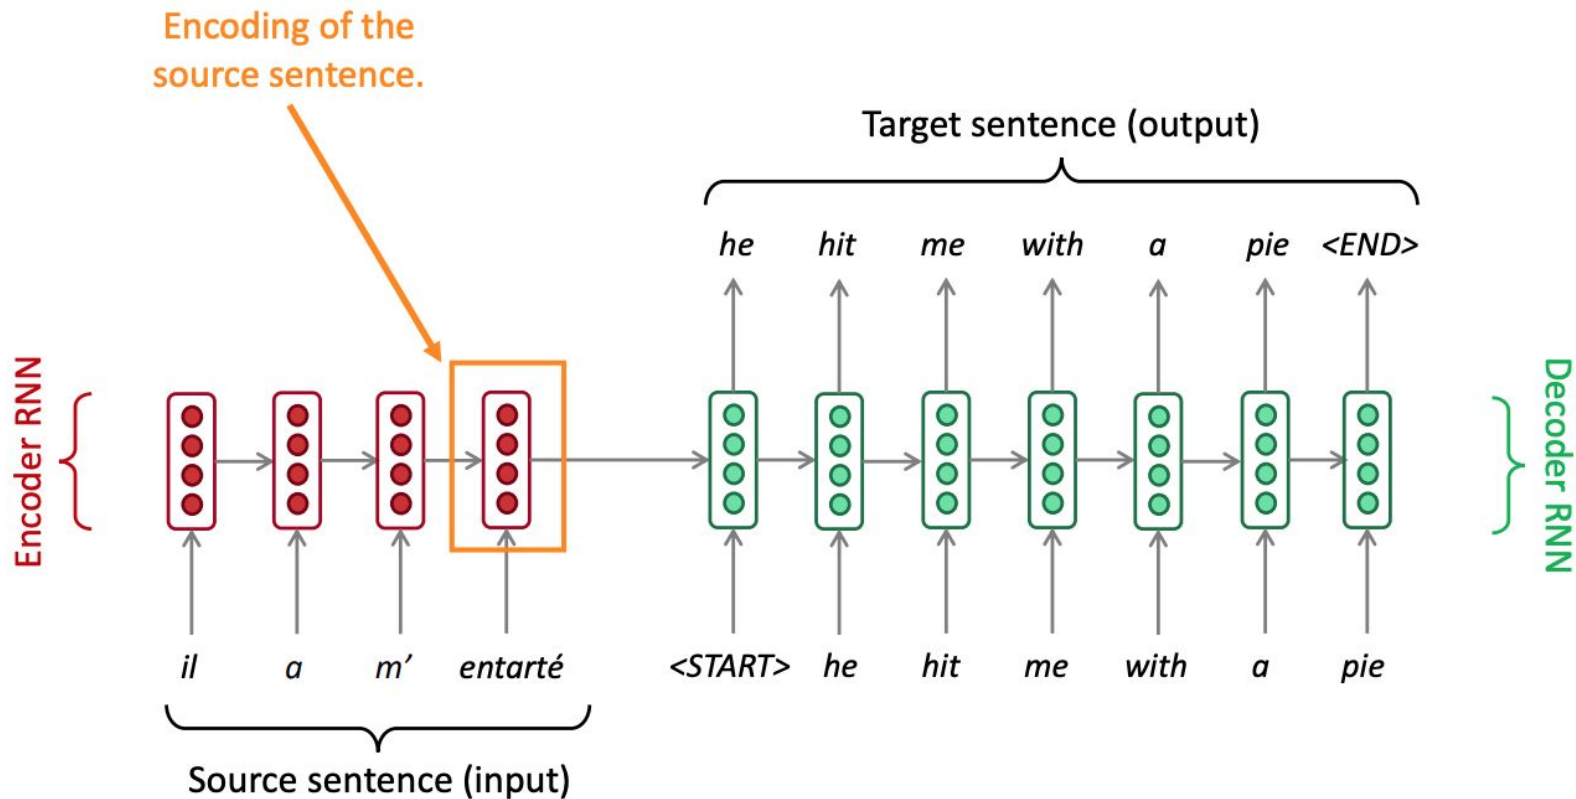 Encoding of the
source sentence.
Target sentence (output)
he hit me with a pie <END>
Encoder RNN
Decoder RNN
il a m’ entarté <START> he hit me with a pie
Source sentence (input)